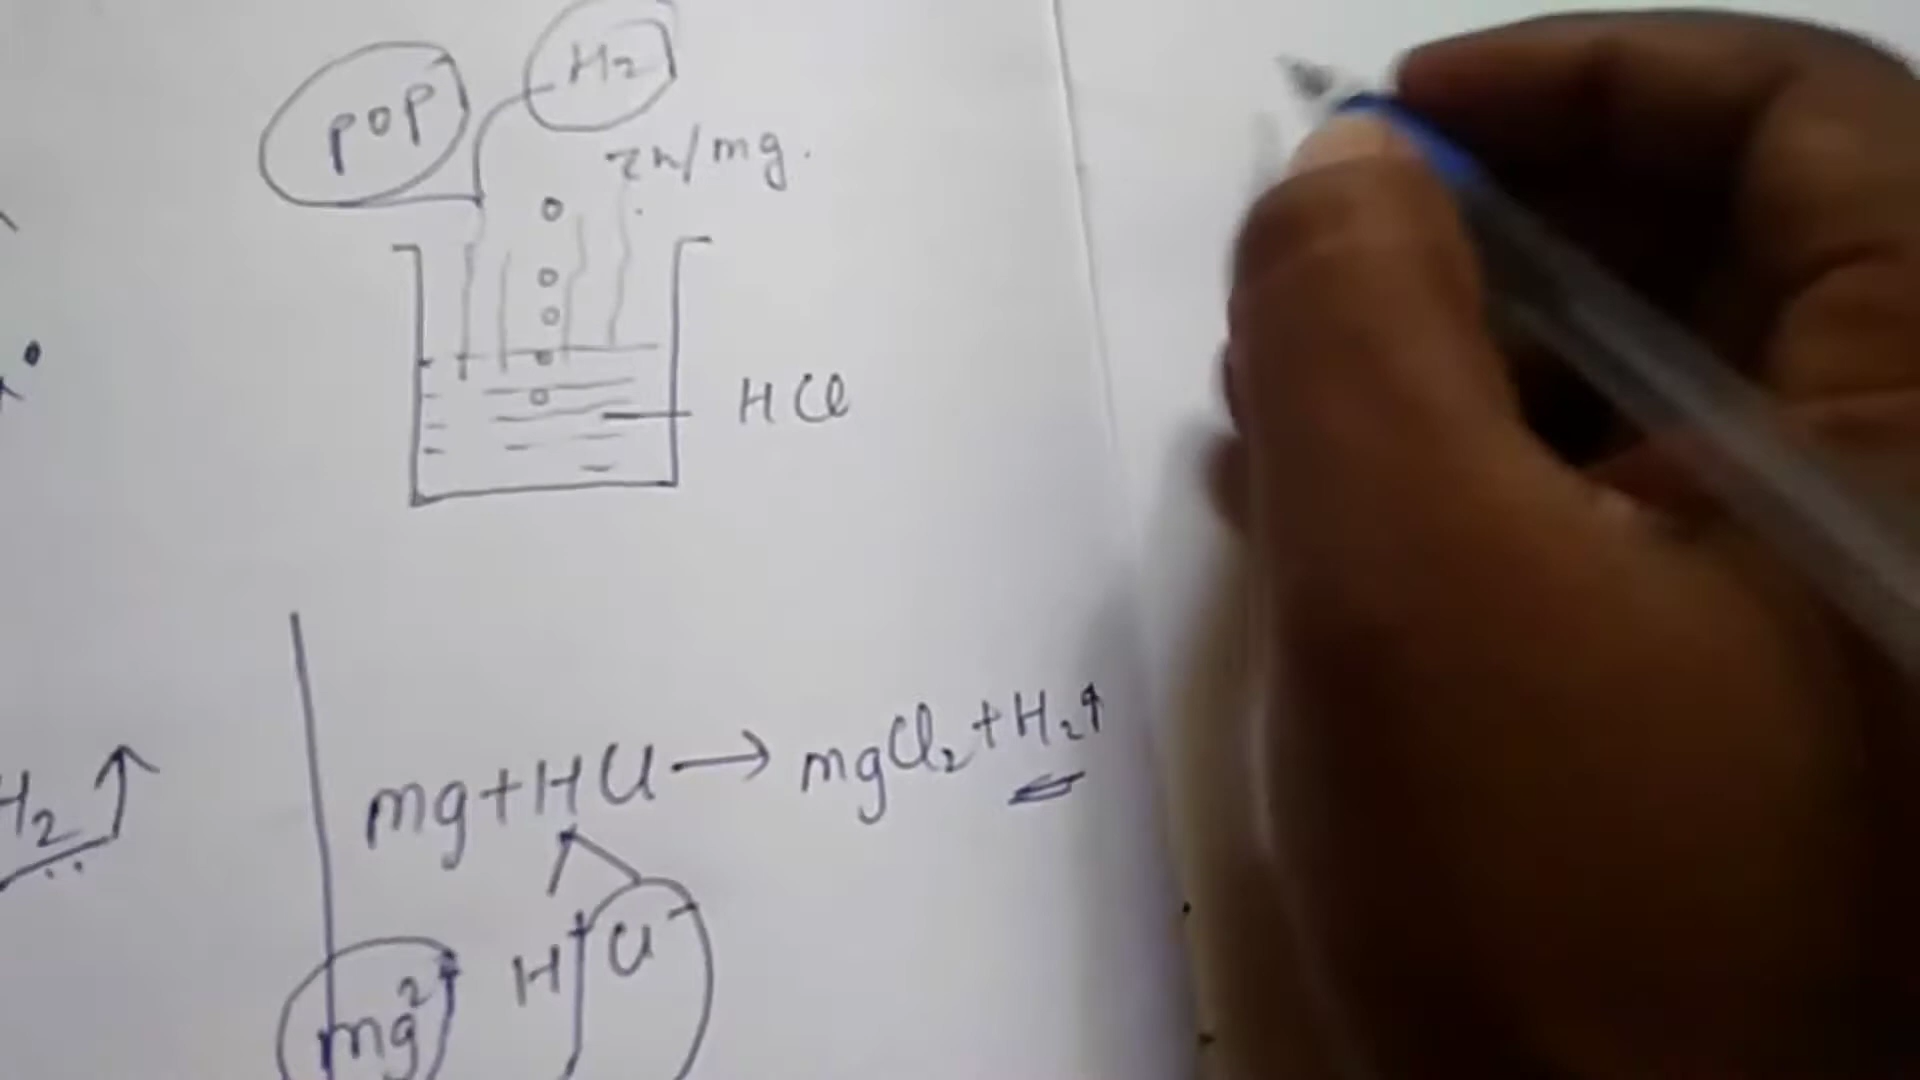 H2
pop
zn/mg.
HCl
mg+HCl→mgCl2+H2↑
H2↑
H+ Cl-
mg2+